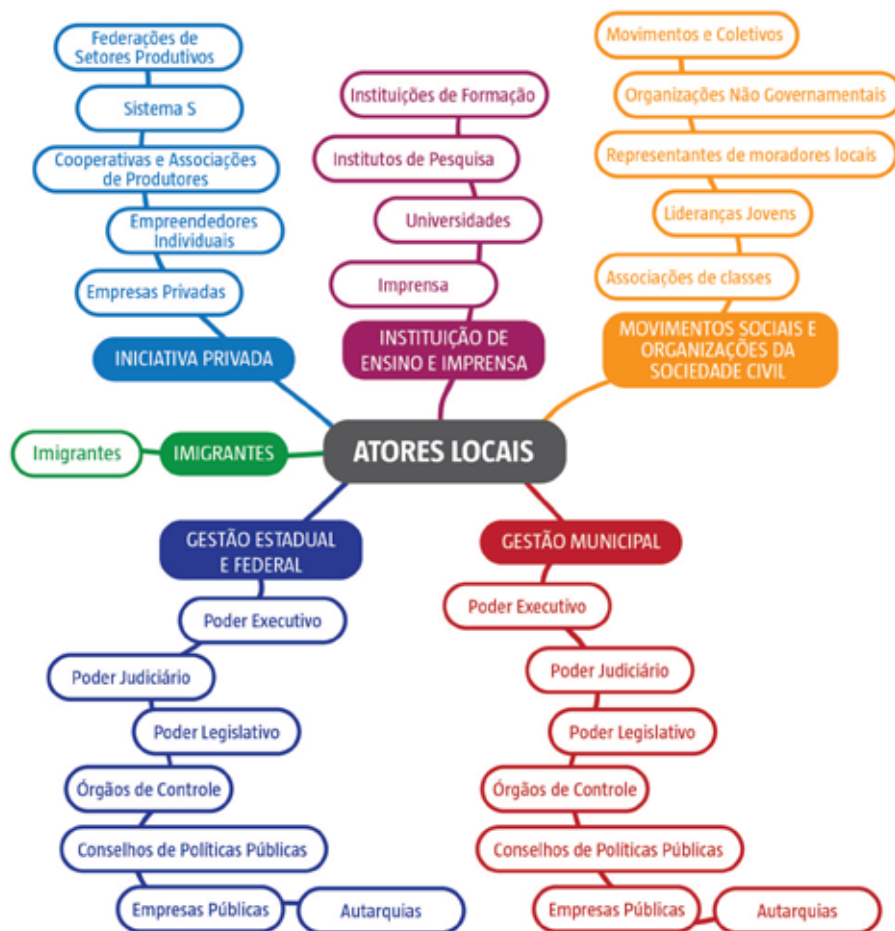 Federações de
Setores Produtivos
Sistema S
Cooperativas e Associações
de Produtores
Empreendedores
Individuais
Empresas Privadas
INICIATIVA PRIVADA
Instituições de Formação
Institutos de Pesquisa
Universidades
Imprensa
INSTITUIÇÃO DE
ENSINO E IMPRENSA
Movimentos e Coletivos
Organizações Não Governamentais
Representantes de moradores locais
Lideranças Jovens
Associações de classes
MOVIMENTOS SOCIAIS E
ORGANIZAÇÕES DA
SOCIEDADE CIVIL
Imigrantes
IMIGRANTES
ATORES LOCAIS
GESTÃO ESTADUAL
E FEDERAL
Poder Executivo
Poder Judiciário
Poder Legislativo
Órgãos de Controle
Conselhos de Políticas Públicas
Empresas Públicas
Autarquias
GESTÃO MUNICIPAL
Poder Executivo
Poder Judiciário
Poder Legislativo
Órgãos de Controle
Conselhos de Políticas Públicas
Empresas Públicas
Autarquias